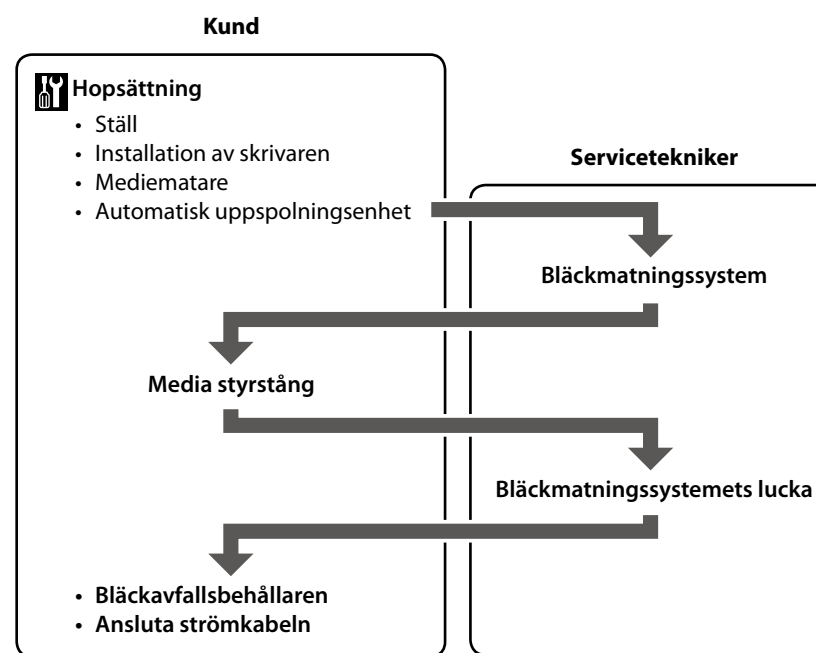 Kund
Hopsättning
• Ställ
• Installation av skrivaren
• Mediematare
• Automatisk uppspolningsenhet
Servicetekniker
Bläckmatningssystem
Media styrstång
Bläckmatningssystemets lucka
• Bläckavfallsbehållaren
• Ansluta strömkabeln